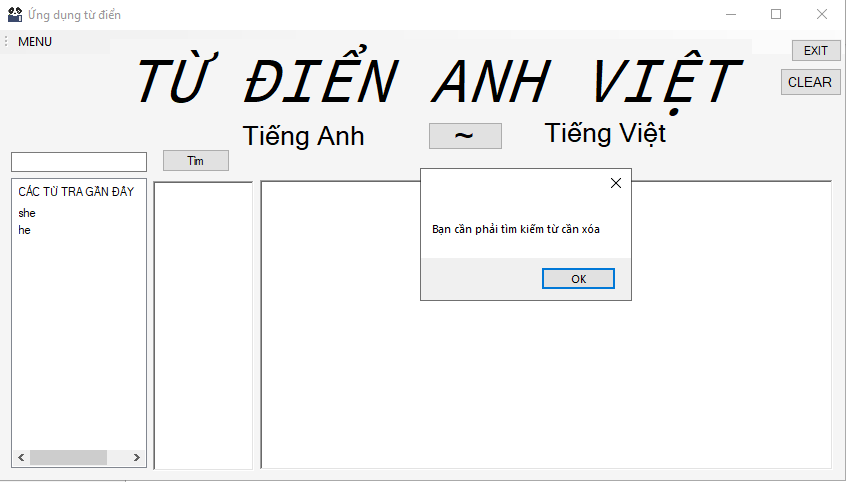 Ứng dụng từ điển
MENU
EXIT
TỪ ĐIỂN ANH VIỆT
CLEAR
Tiếng Anh
~
Tiếng Việt
Tìm
CÁC TỪ TRA GẦN ĐÂY
she
he
Bạn cần phải tìm kiếm từ cần xóa
OK